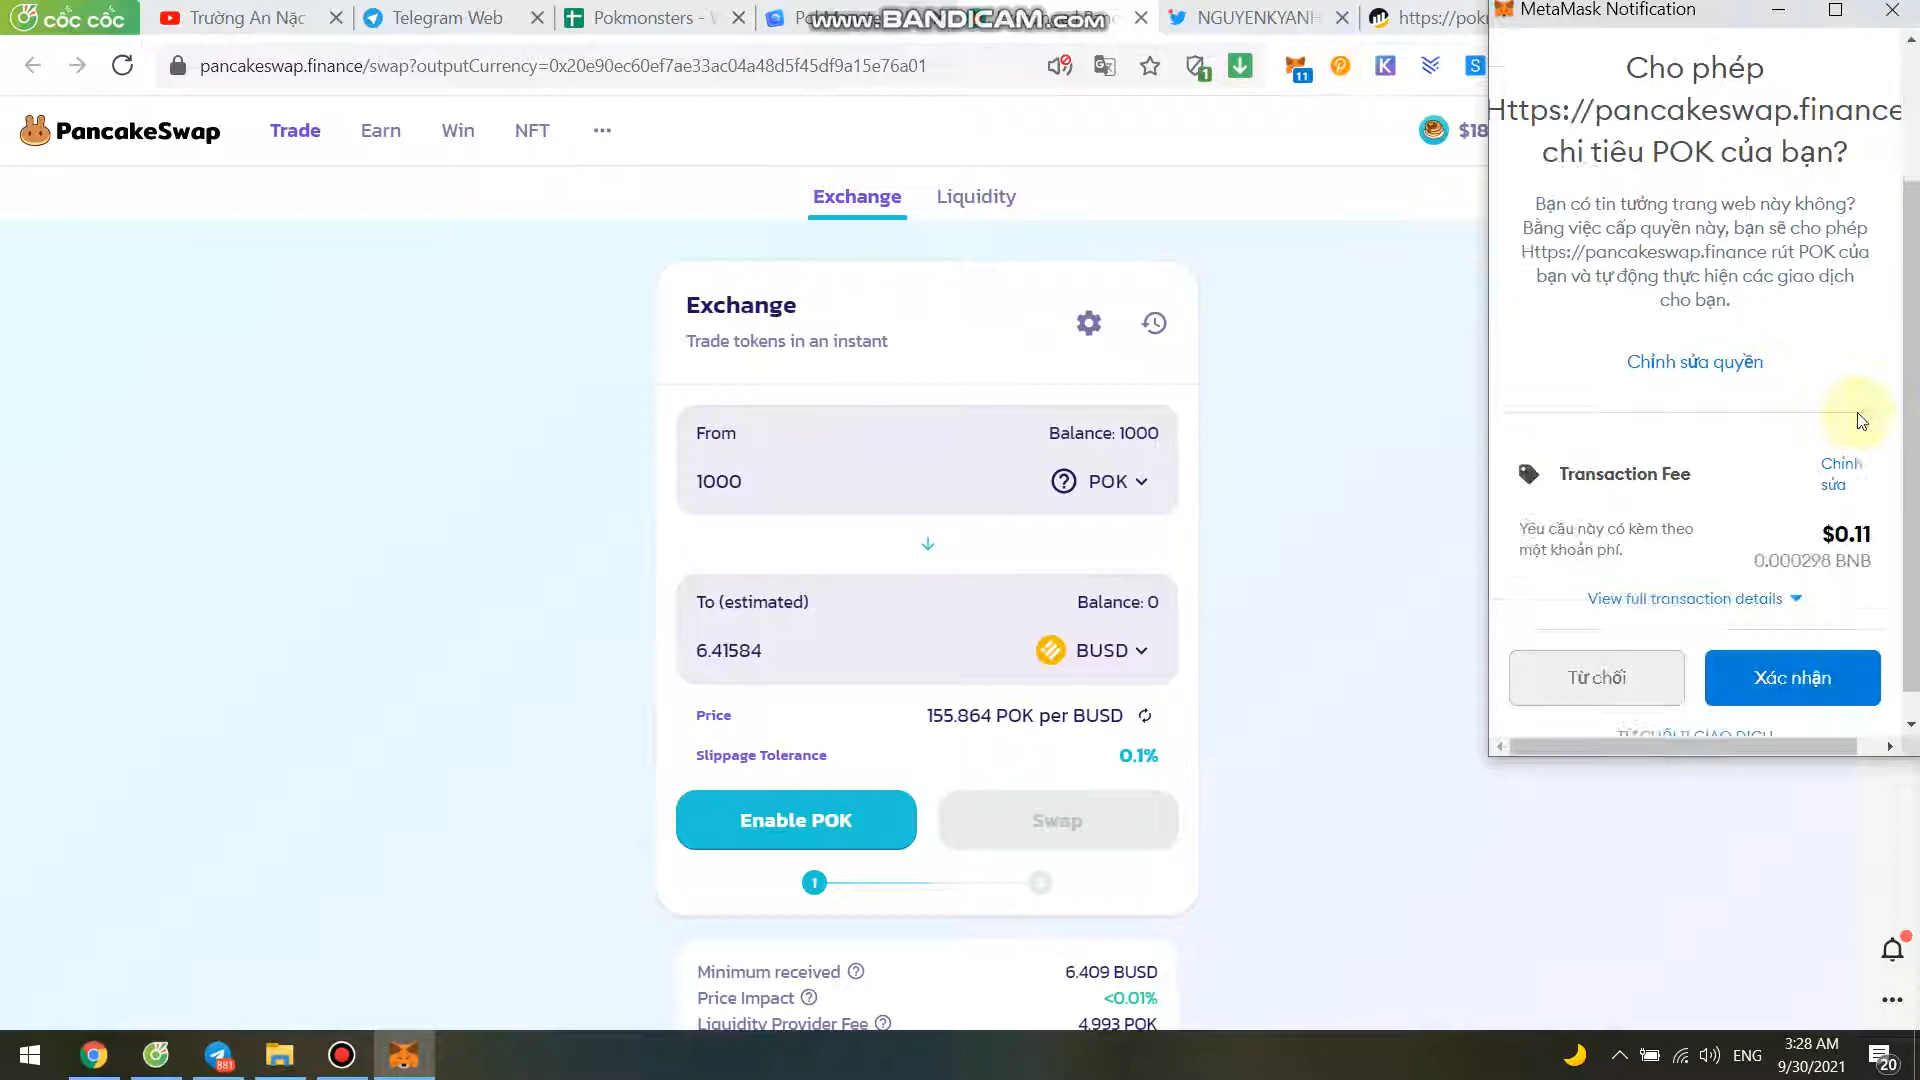 cốc cốc
Trường An Nặc
Telegram Web
Pokmonsters -
www.BANDICAM.com
NGUYENKYANH
https://pok
MetaMask Notification
pancakeswap.finance/swap?outputCurrency=0x20e90ec60ef7ae33ac04a48d5f45df9a15e76a01
1
11
K
S
PancakeSwap
Trade
Earn
Win
NFT
$18
Exchange
Liquidity
Exchange
Trade tokens in an instant
From
Balance: 1000
1000
POK
To (estimated)
Balance: 0
6.41584
BUSD
Price
155.864 POK per BUSD
Slippage Tolerance
0.1%
Enable POK
Swap
1
Minimum received
6.409 BUSD
Price Impact
<0.01%
Liquidity Provider Fee
4.993 POK
Cho phép
Https://pancakeswap.finance
chi tiêu POK của bạn?
Bạn có tin tưởng trang web này không?
Bằng việc cấp quyền này, bạn sẽ cho phép
Https://pancakeswap.finance rút POK của
bạn và tự động thực hiện các giao dịch
cho bạn.
Chỉnh sửa quyền
Transaction Fee
Chỉnh
sửa
Yêu cầu này có kèm theo
một khoản phí.
$0.11
0.000298 BNB
View full transaction details
Từ chối
Xác nhận
881
ENG
3:28 AM
9/30/2021
20